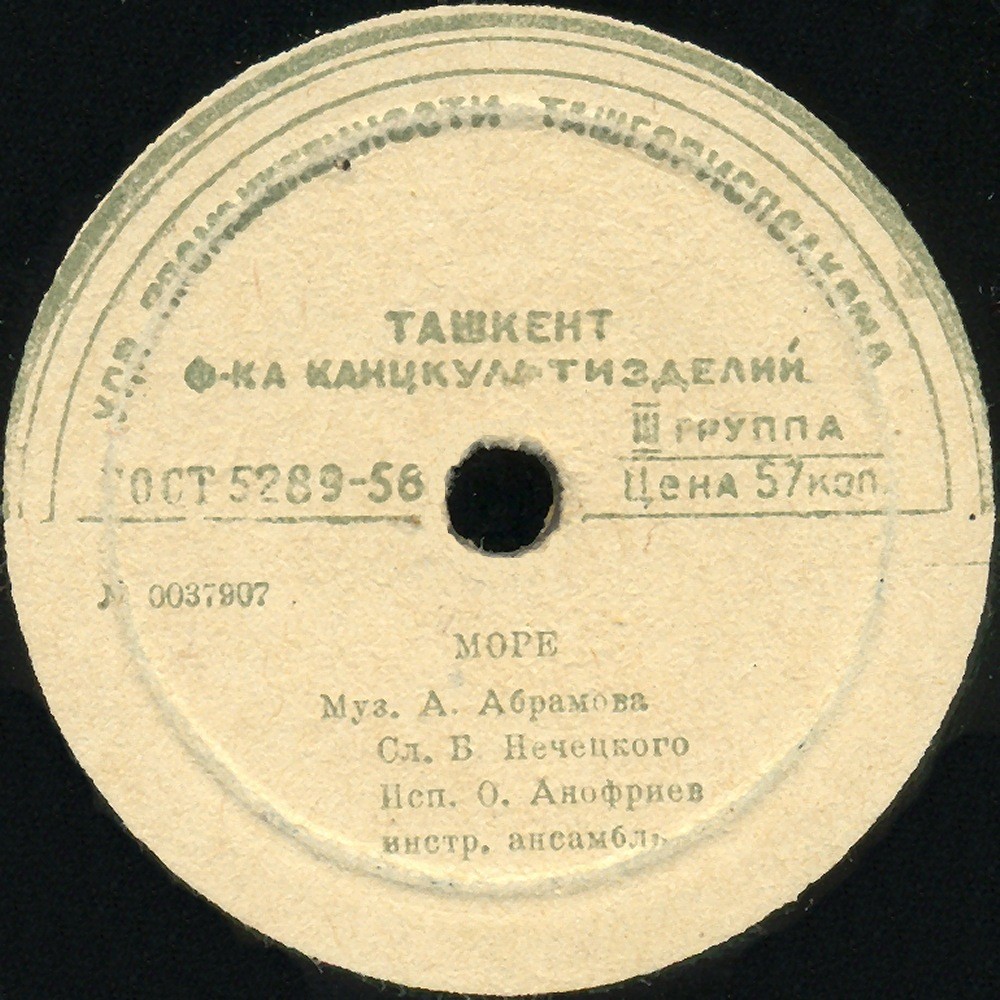 УПР. ПРОМЫШЛЕННОСТИ ТАШГОРИСПОЛКОМА
ТАШКЕНТ
Ф-КА КАНЦКУЛЬТИЗДЕЛИЙ
III ГРУППА
ГОСТ 5289-56
Цена 57 коп.
№ 0037907
МОРЕ
Муз. А. Абрамова
Сл. Б. Нечецкого
Исп. О. Анофриев
инстр. ансамбль